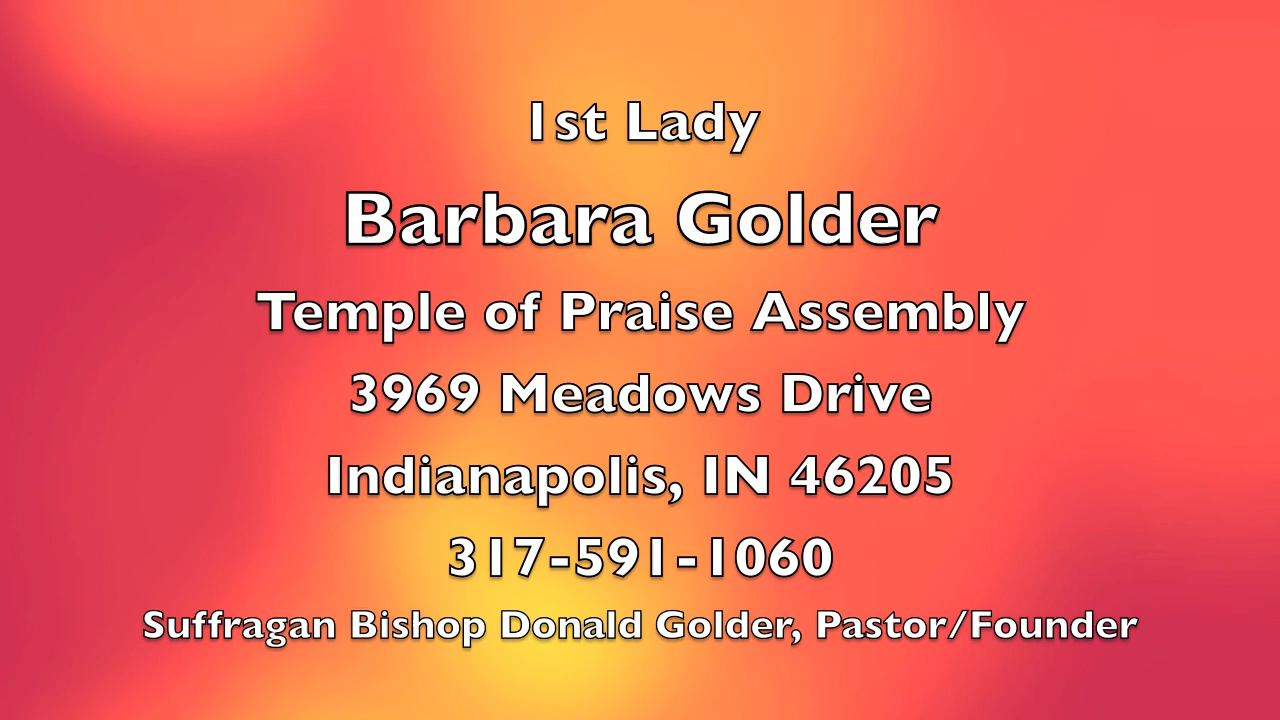 1st Lady
Barbara Golder
Temple of Praise Assembly
3969 Meadows Drive
Indianapolis, IN 46205
317-591-1060
Suffragan Bishop Donald Golder, Pastor/Founder